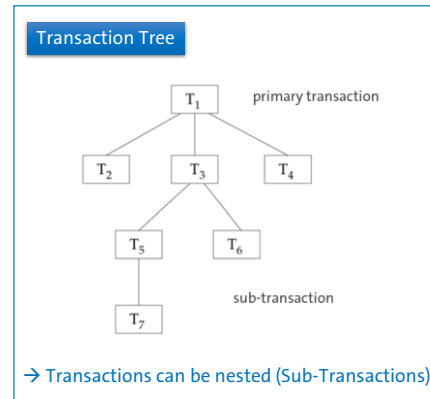 Transaction Tree
T₁ primary transaction
T₂ T₃ T₄
T₅ T₆
sub-transaction
T₇
→ Transactions can be nested (Sub-Transactions)